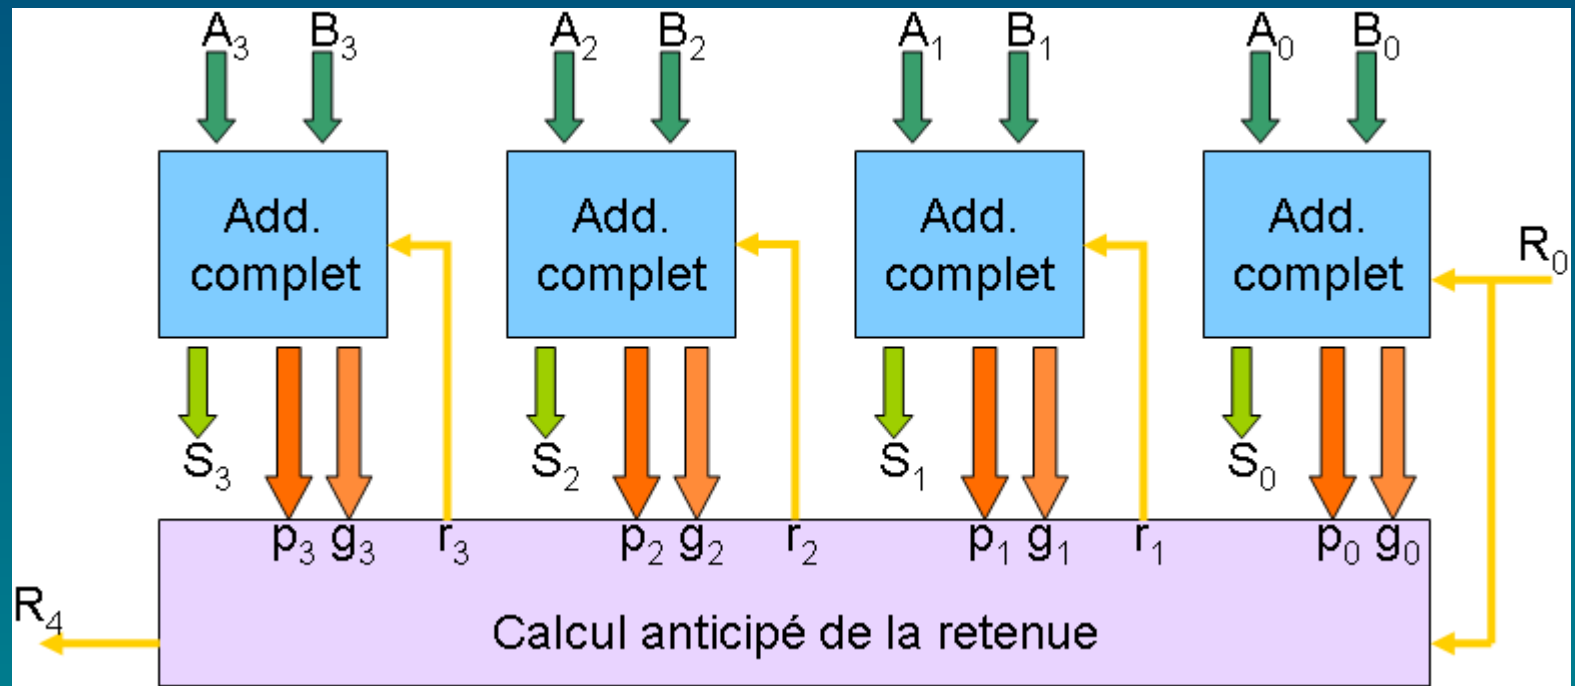 A₃ B₃ A₂ B₂ A₁ B₁ A₀ B₀
Add. complet
Add. complet
Add. complet
Add. complet
R₀
S₃ S₂ S₁ S₀
p₃ g₃ r₃ p₂ g₂ r₂ p₁ g₁ r₁ p₀ g₀
R₄
Calcul anticipé de la retenue